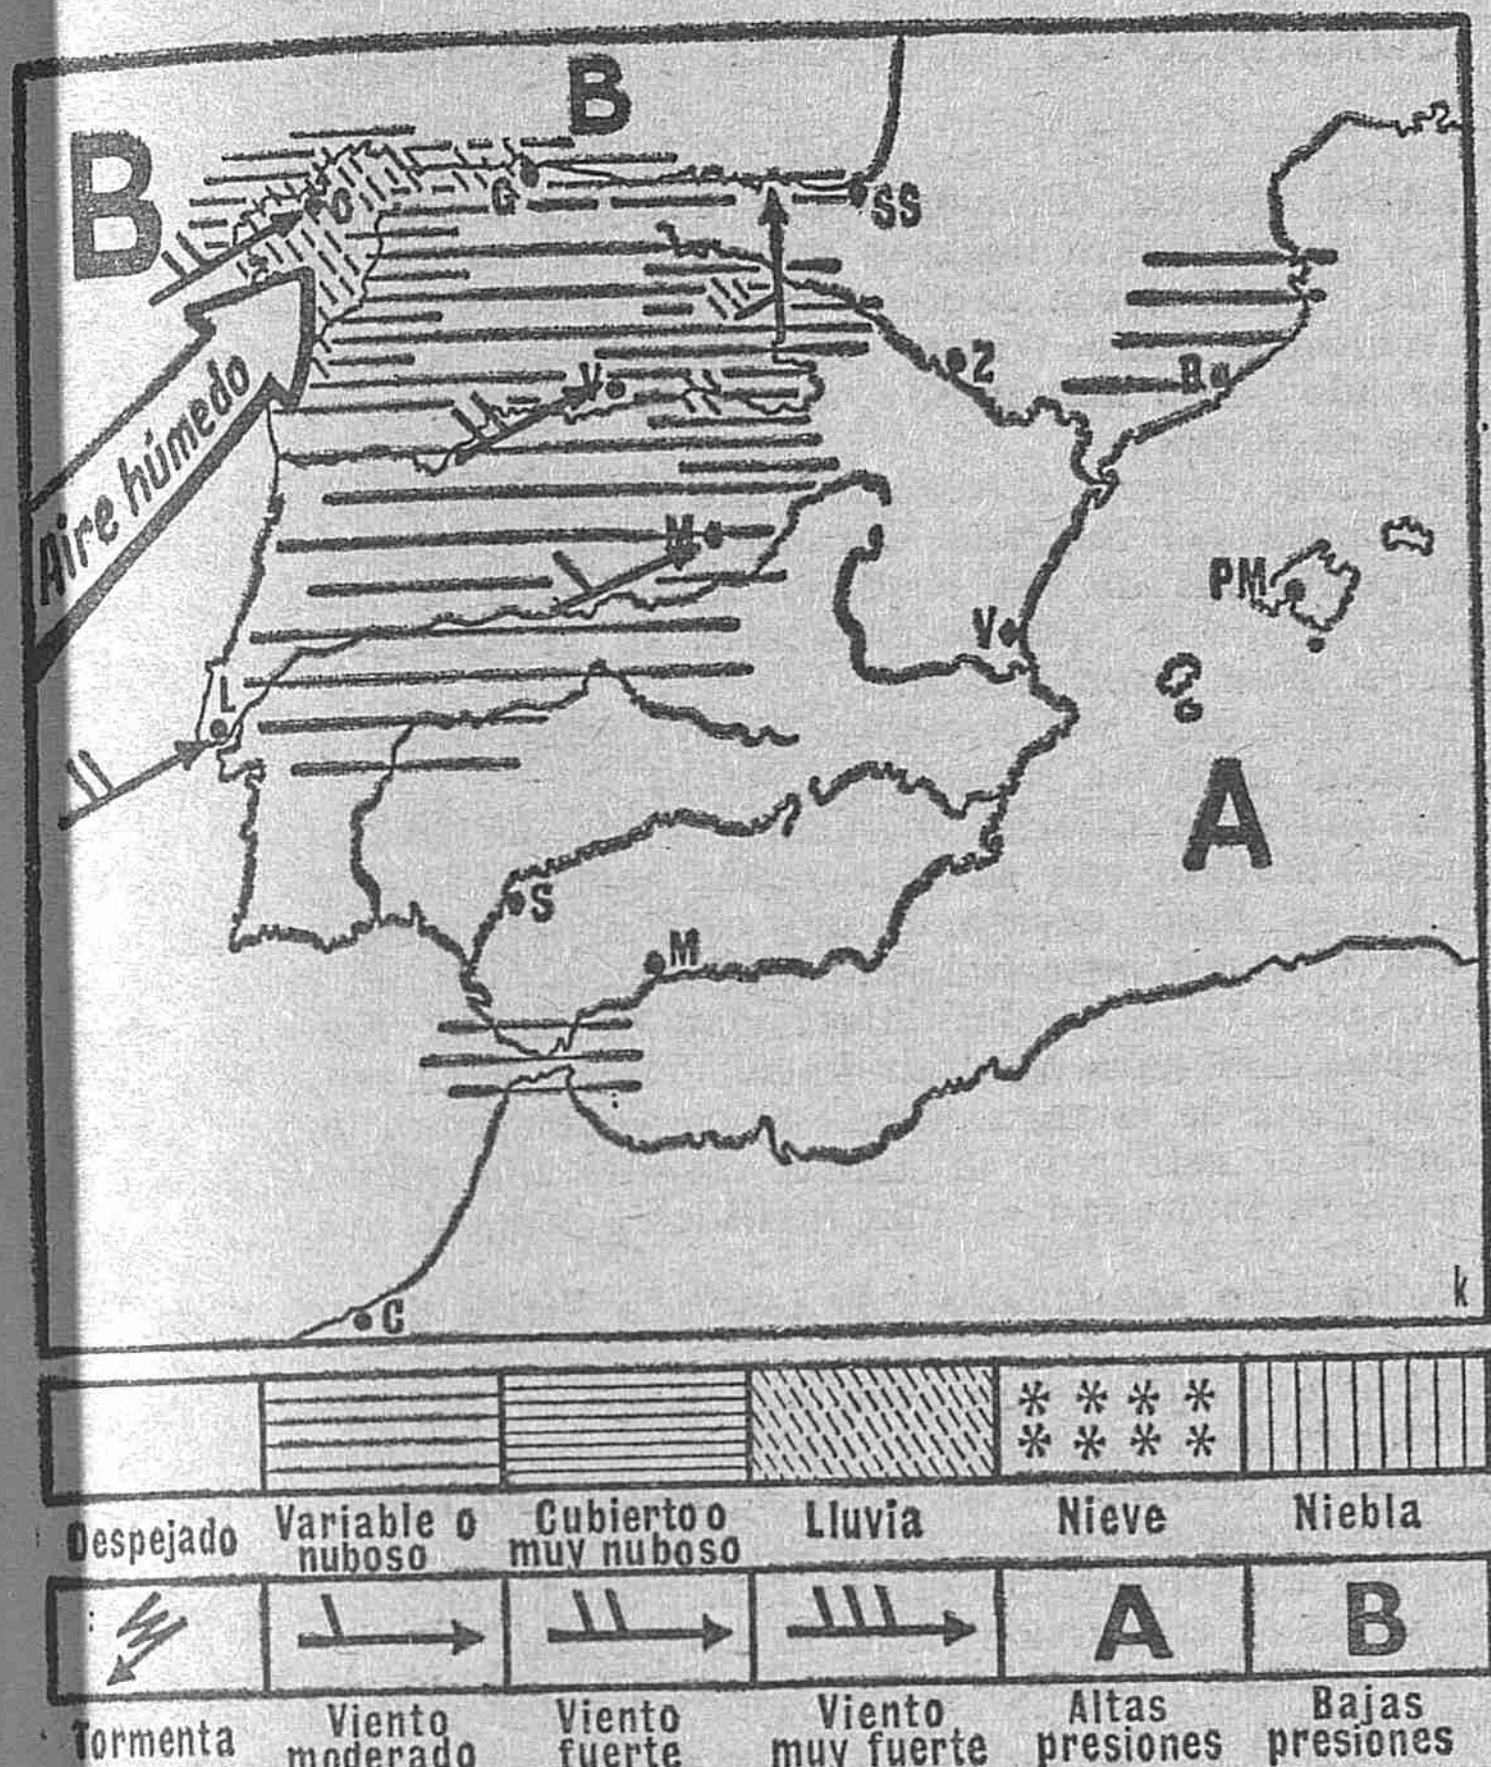 B
B
G
SS
Aire húmedo
V
Z
B
M
PM
V
L
A
S
M
C
k
Despejado
Variable o
nuboso
Cubierto o
muy nuboso
Lluvia
Nieve
Niebla
A
B
Tormenta
Viento
moderado
Viento
fuerte
Viento
muy fuerte
Altas
presiones
Bajas
presiones